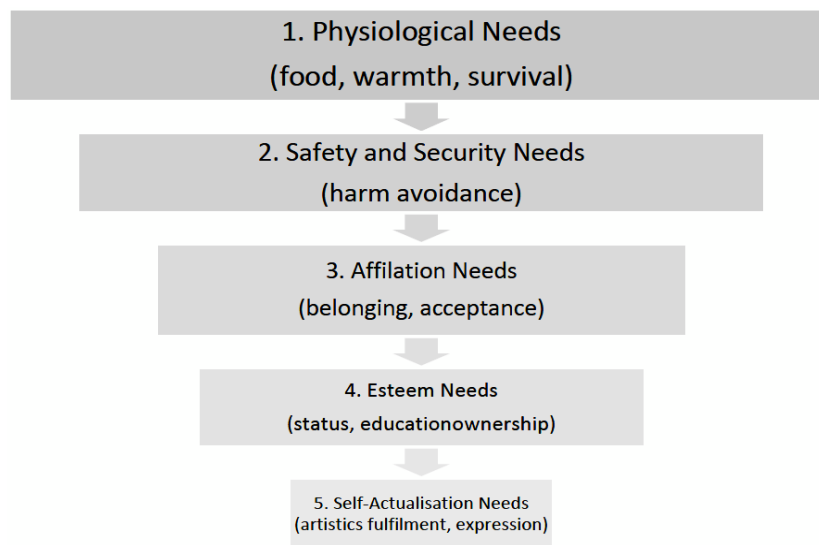 1. Physiological Needs
(food, warmth, survival)
2. Safety and Security Needs
(harm avoidance)
3. Affilation Needs
(belonging, acceptance)
4. Esteem Needs
(status, educationownership)
5. Self-Actualisation Needs
(artistics fulfilment, expression)